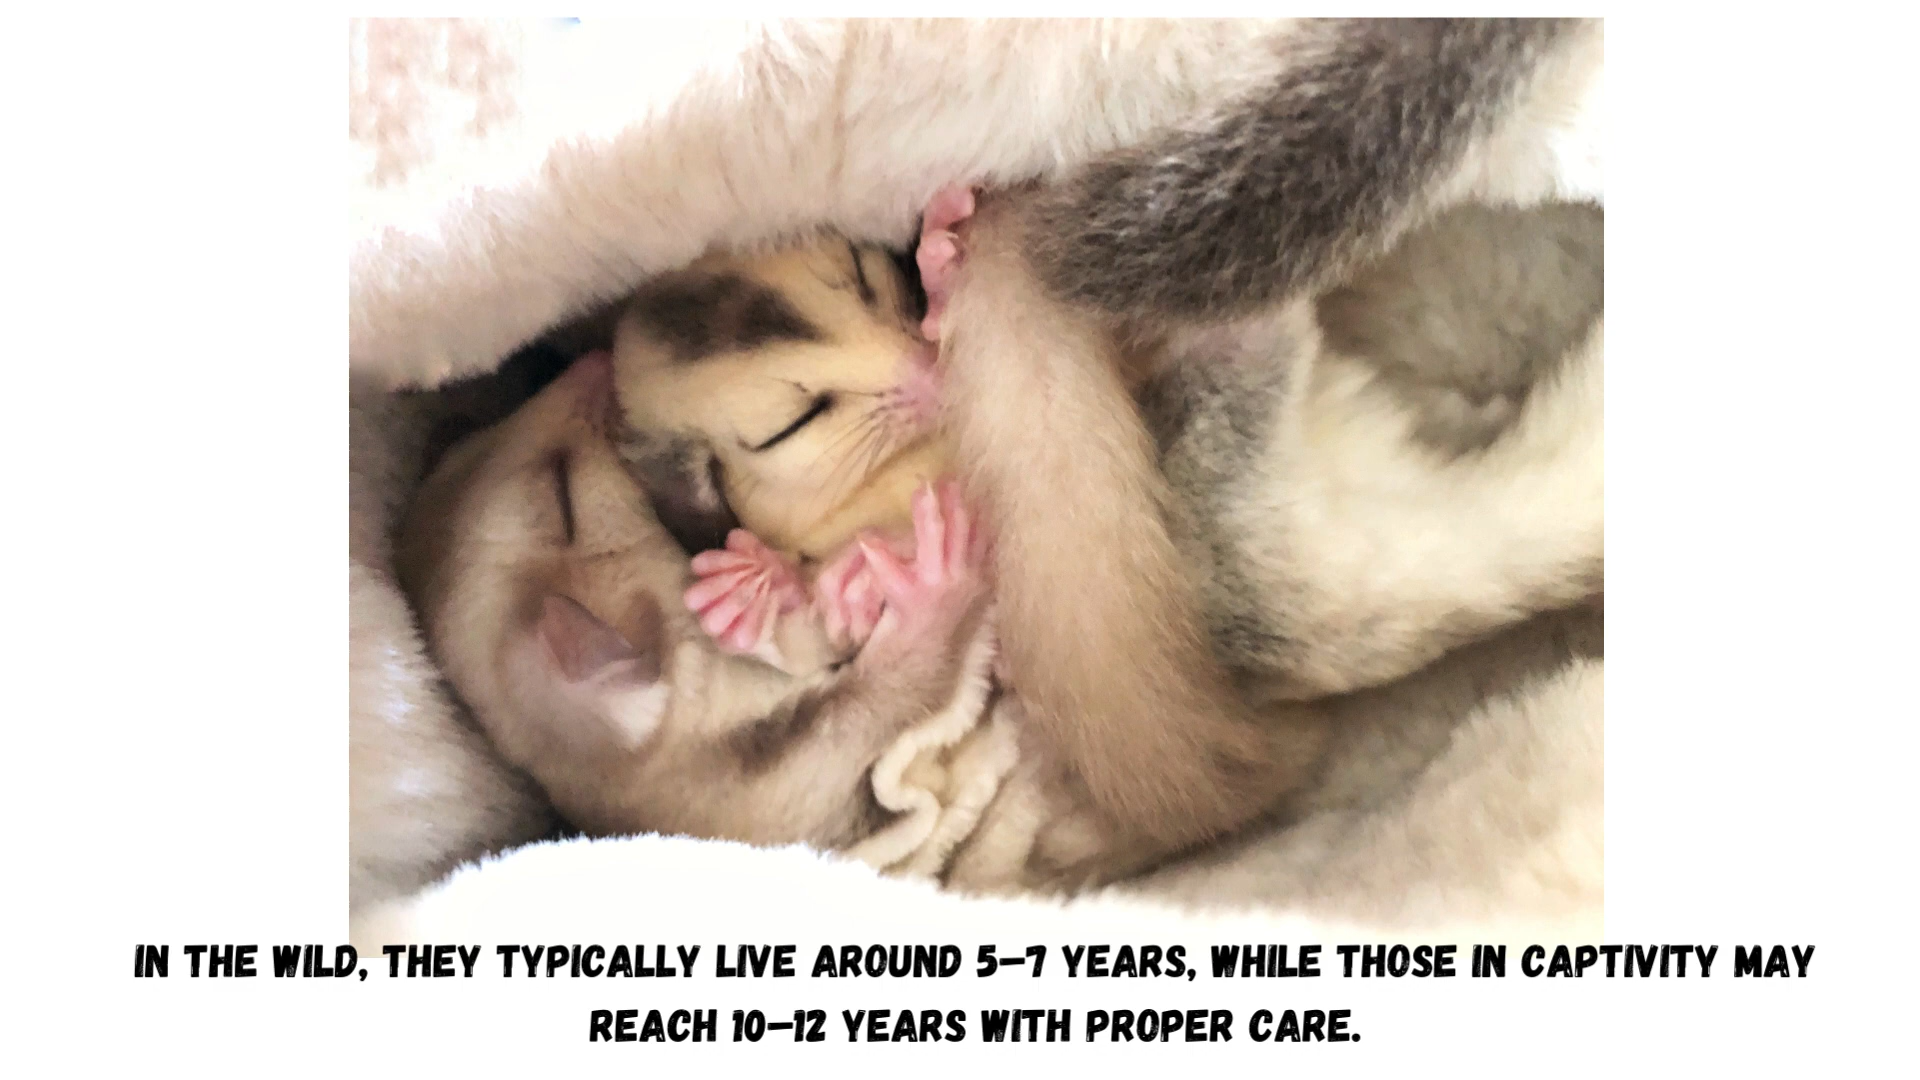 IN THE WILD, THEY TYPICALLY LIVE AROUND 5–7 YEARS, WHILE THOSE IN CAPTIVITY MAY
REACH 10–12 YEARS WITH PROPER CARE.